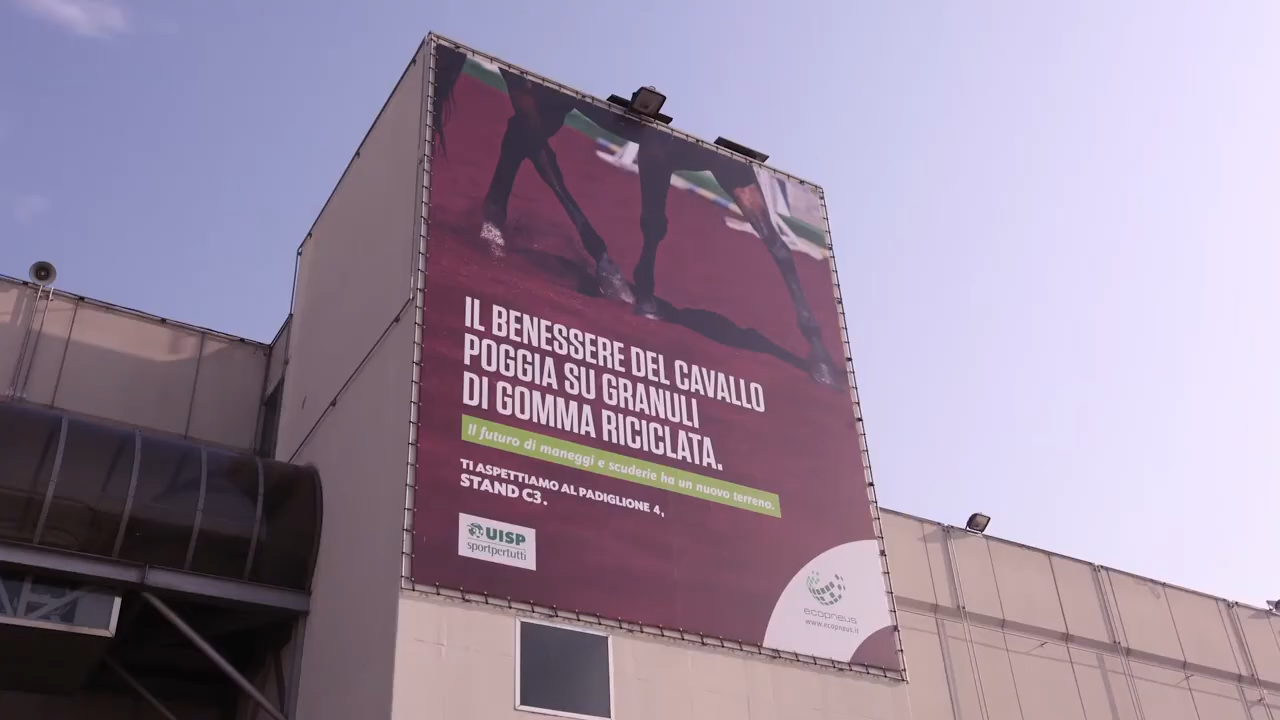 IL BENESSERE DEL CAVALLO
POGGIA SU GRANULI
DI GOMMA RICICLATA.
Il futuro di maneggi e scuderie ha un nuovo terreno.
TI ASPETTIAMO AL PADIGLIONE 4,
STAND C3.
UISP
sportpertutti
ecopneus
www.ecopneus.it